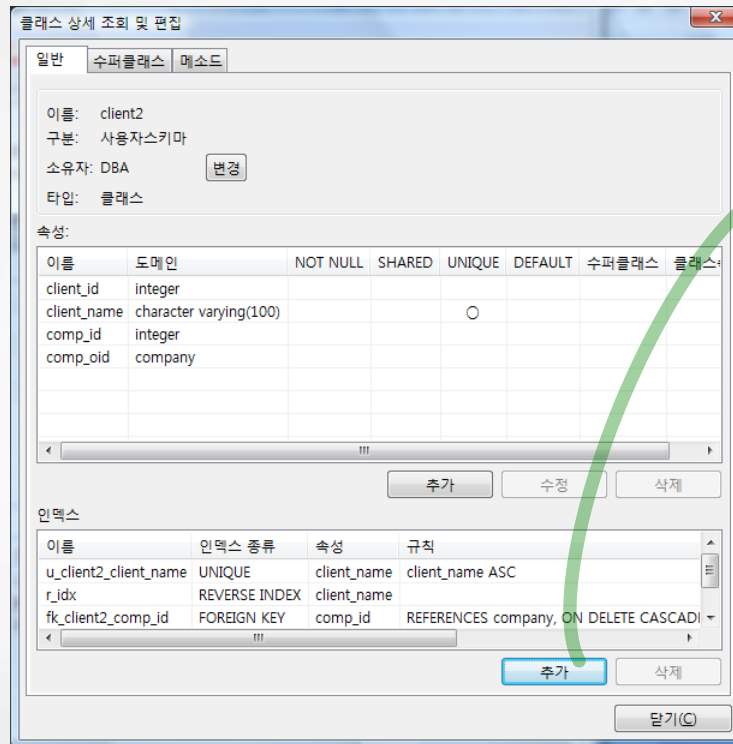 클래스 상세 조회 및 편집
일반 수퍼클래스 메소드
이름: client2
구분: 사용자스키마
소유자: DBA 변경
타입: 클래스
속성:
이름 도메인 NOT NULL SHARED UNIQUE DEFAULT 수퍼클래스 클래스
client_id integer
client_name character varying(100) ○
comp_id integer
comp_oid company
추가 수정 삭제
인덱스
이름 인덱스 종류 속성 규칙
u_client2_client_name UNIQUE client_name client_name ASC
r_idx REVERSE INDEX client_name
fk_client2_comp_id FOREIGN KEY comp_id REFERENCES company, ON DELETE CASCAD
추가 삭제
닫기(C)